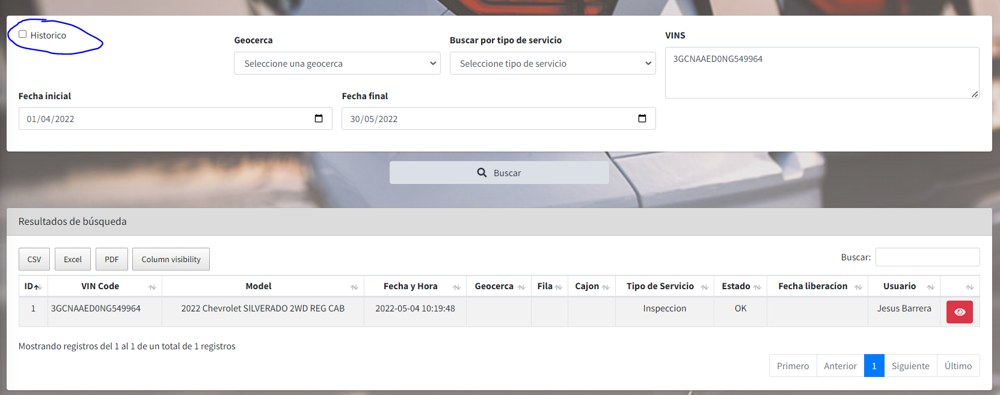 Historico
Geocerca
Seleccione una geocerca
Buscar por tipo de servicio
Seleccione tipo de servicio
VINS
3GCNAAED0NG549964
Fecha inicial
01/04/2022
Fecha final
30/05/2022
Buscar
Resultados de búsqueda
CSV Excel PDF Column visibility
Buscar:
ID VIN Code Model Fecha y Hora Geocerca Fila Cajon Tipo de Servicio Estado Fecha liberacion Usuario
1 3GCNAAED0NG549964 2022 Chevrolet SILVERADO 2WD REG CAB 2022-05-04 10:19:48 Inspeccion OK Jesus Barrera
Mostrando registros del 1 al 1 de un total de 1 registros
Primero Anterior 1 Siguiente Último